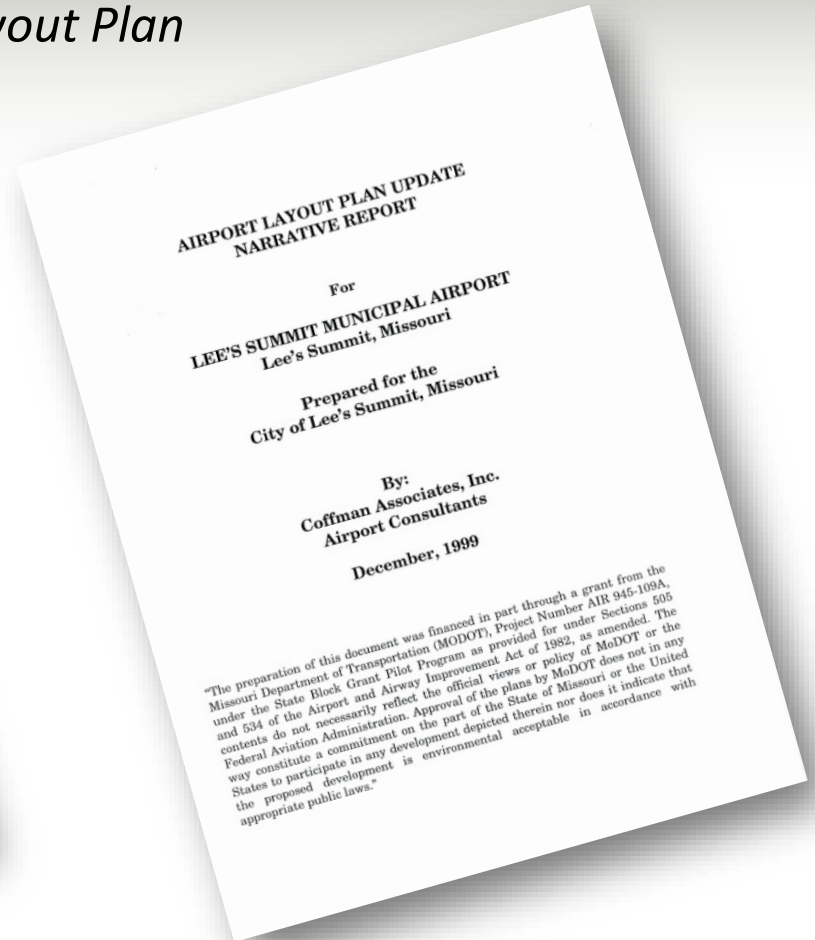 yout Plan
AIRPORT LAYOUT PLAN UPDATE
NARRATIVE REPORT
For
LEE'S SUMMIT MUNICIPAL AIRPORT
Lee's Summit, Missouri
Prepared for the
City of Lee's Summit, Missouri
By:
Coffman Associates, Inc.
Airport Consultants
December, 1999
"The preparation of this document was financed in part through a grant from the
Missouri Department of Transportation (MODOT), Project Number AIR 945-109A,
under the State Block Grant Pilot Program as provided for under Sections 505
and 534 of the Airport and Airway Improvement Act of 1982, as amended. The
contents do not necessarily reflect the official views or policy of MoDOT or the
Federal Aviation Administration. Approval of the plans by MoDOT does not in any
way constitute a commitment on the part of the State of Missouri or the United
States to participate in any development depicted therein nor does it indicate that
the proposed development is environmental acceptable in accordance with
appropriate public laws."